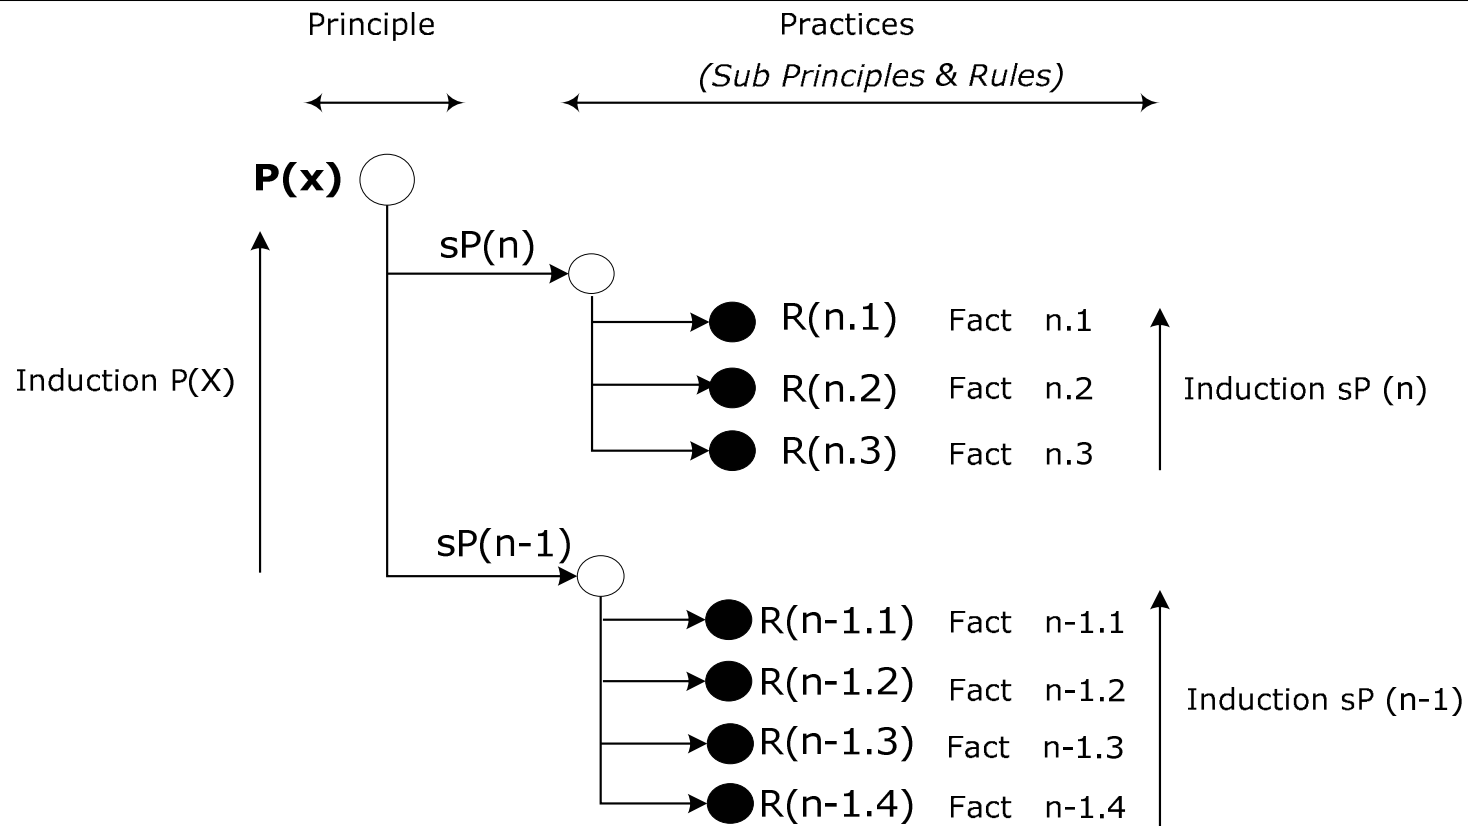 Principle Practices
(Sub Principles & Rules)
P(x)
sP(n)
R(n.1) Fact n.1
Induction P(X) R(n.2) Fact n.2 Induction sP (n)
R(n.3) Fact n.3
sP(n-1)
R(n-1.1) Fact n-1.1
R(n-1.2) Fact n-1.2 Induction sP (n-1)
R(n-1.3) Fact n-1.3
R(n-1.4) Fact n-1.4